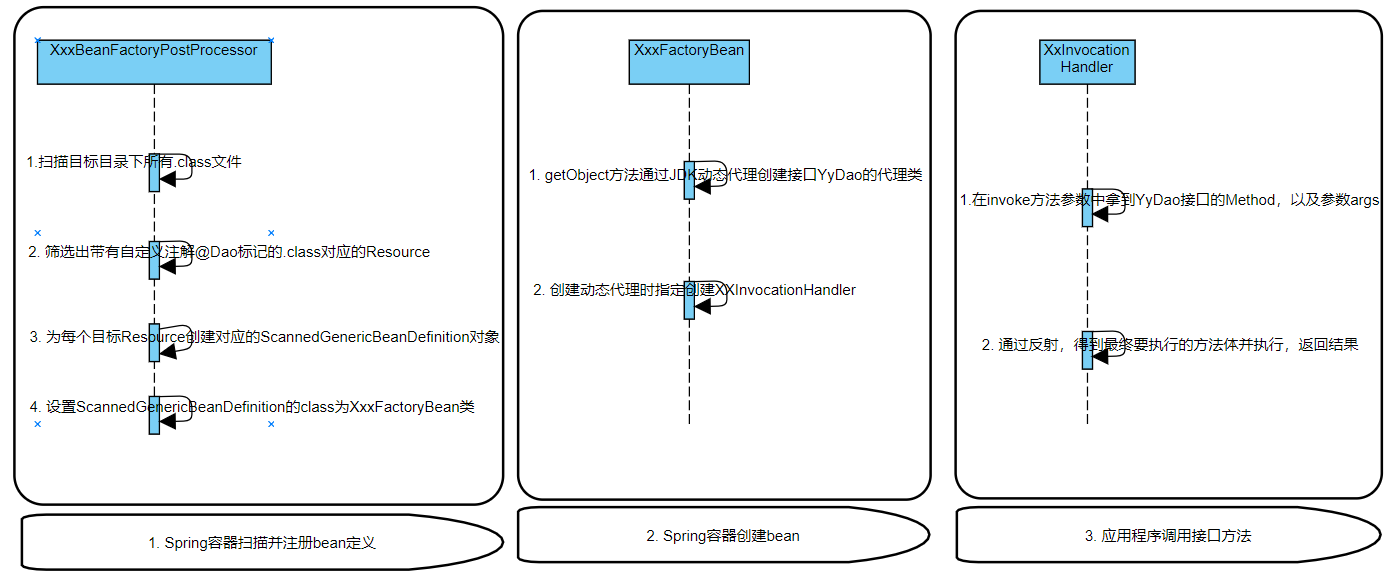 XxxBeanFactoryPostProcessor
1.扫描目标目录下所有.class文件
2. 筛选出带有自定义注解@Dao标记的.class对应的Resource
3. 为每个目标Resource创建对应的ScannedGenericBeanDefinition对象
4. 设置ScannedGenericBeanDefinition的class为XxxFactoryBean类
1. Spring容器扫描并注册bean定义
XxxFactoryBean
1. getObject方法通过JDK动态代理创建接口YyDao的代理类
2. 创建动态代理时指定创建XXInvocationHandler
2. Spring容器创建bean
XxInvocation
Handler
1.在invoke方法参数中拿到YyDao接口的Method，以及参数args
2. 通过反射，得到最终要执行的方法体并执行，返回结果
3. 应用程序调用接口方法